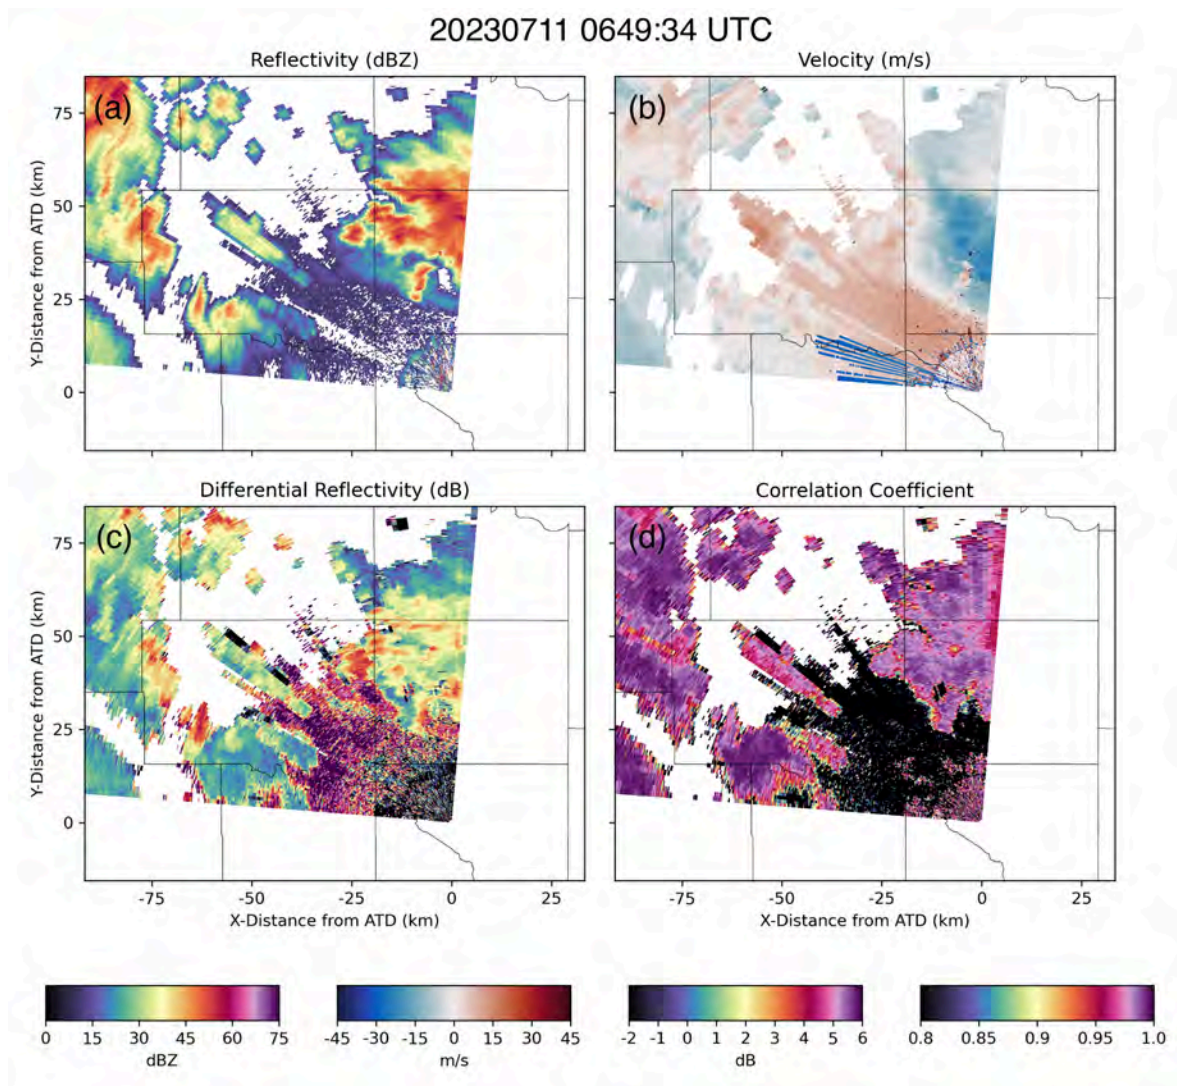 20230711 0649:34 UTC
Reflectivity (dBZ)
Velocity (m/s)
(a)
(b)
75
50
25
0
Y-Distance from ATD (km)
Differential Reflectivity (dB)
Correlation Coefficient
(c)
(d)
75
50
25
0
Y-Distance from ATD (km)
-75 -50 -25 0 25
-75 -50 -25 0 25
X-Distance from ATD (km)
X-Distance from ATD (km)
0 15 30 45 60 75
dBZ
-45 -30 -15 0 15 30 45
m/s
-2 -1 0 1 2 3 4 5 6
dB
0.8 0.85 0.9 0.95 1.0